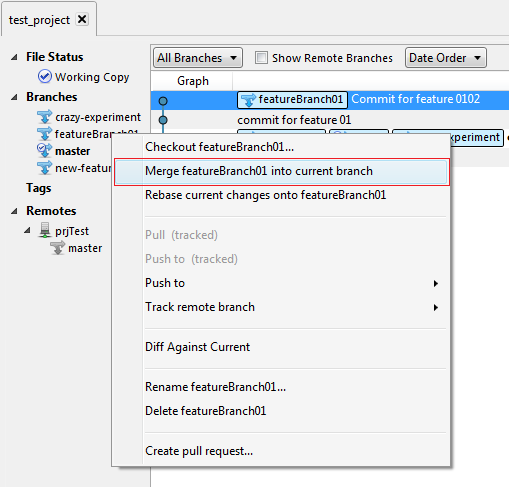 test_project
File Status
Working Copy
Branches
crazy-experiment
featureBranch01
master
new-featur
Tags
Remotes
prjTest
master
All Branches
Show Remote Branches
Date Order
Graph
featureBranch01 Commit for feature 0102
commit for feature 01
experiment
Checkout featureBranch01...
Merge featureBranch01 into current branch
Rebase current changes onto featureBranch01
Pull (tracked)
Push to (tracked)
Push to
Track remote branch
Diff Against Current
Rename featureBranch01...
Delete featureBranch01
Create pull request...